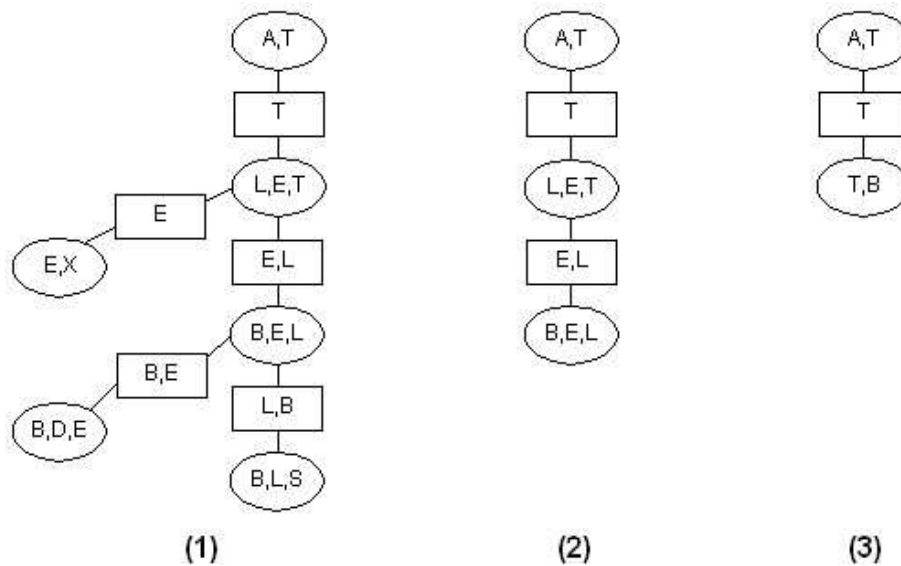 A,T A,T A,T
T T T
L,E,T L,E,T T,B
E
E,L E,L
E,X
B,E,L B,E,L
B,E
L,B
B,D,E
B,L,S
(1) (2) (3)